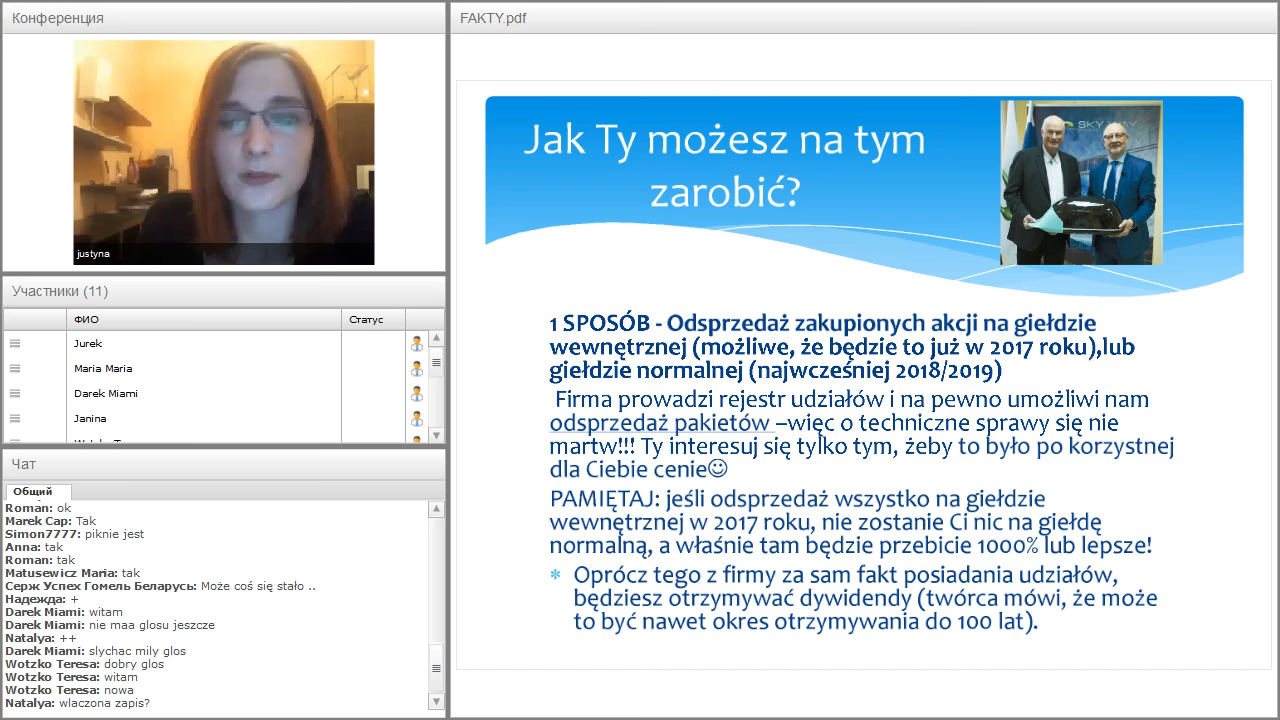 Конференция
justyna
Участники (11)
ФИО
Статус
Jurek
Maria Maria
Darek Miami
Janina
Чат
Общий
Roman: ok
Marek Cap: Tak
Simon7777: piknie jest
Anna: tak
Roman: tak
Matusewicz Maria: tak
Серж Успех Гомель Беларусь: Może coś się stało ..
Надежда: +
Darek Miami: witam
Darek Miami: nie maa glosu jeszcze
Natalya: ++
Darek Miami: slychac mily glos
Wotzko Teresa: dobry glos
Wotzko Teresa: witam
Wotzko Teresa: nowa
Natalya: wlaczona zapis?
FAKTY.pdf
Jak Ty możesz na tym
zarobić?
SKY WAY
1 SPOSÓB - Odsprzedaż zakupionych akcji na giełdzie
wewnętrznej (możliwe, że będzie to już w 2017 roku),lub
giełdzie normalnej (najwcześniej 2018/2019)
Firma prowadzi rejestr udziałów i na pewno umożliwi nam
odsprzedaż pakietów –więc o techniczne sprawy się nie
martw!!! Ty interesuj się tylko tym, żeby to było po korzystnej
dla Ciebie cenie☺
PAMIĘTAJ: jeśli odsprzedaż wszystko na giełdzie
wewnętrznej w 2017 roku, nie zostanie Ci nic na giełdę
normalną, a właśnie tam będzie przebicie 1000% lub lepsze!
* Oprócz tego z firmy za sam fakt posiadania udziałów,
będziesz otrzymywać dywidendy (twórca mówi, że może
to być nawet okres otrzymywania do 100 lat).